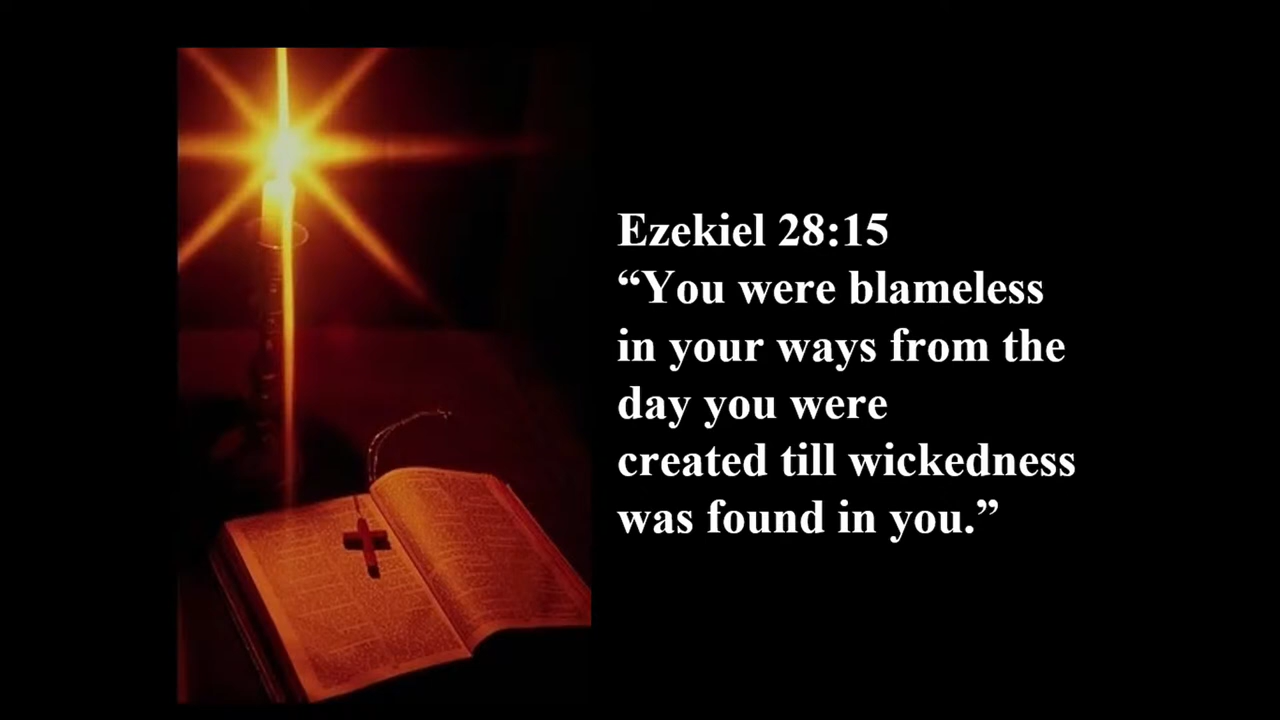 Ezekiel 28:15
“You were blameless
in your ways from the
day you were
created till wickedness
was found in you.”